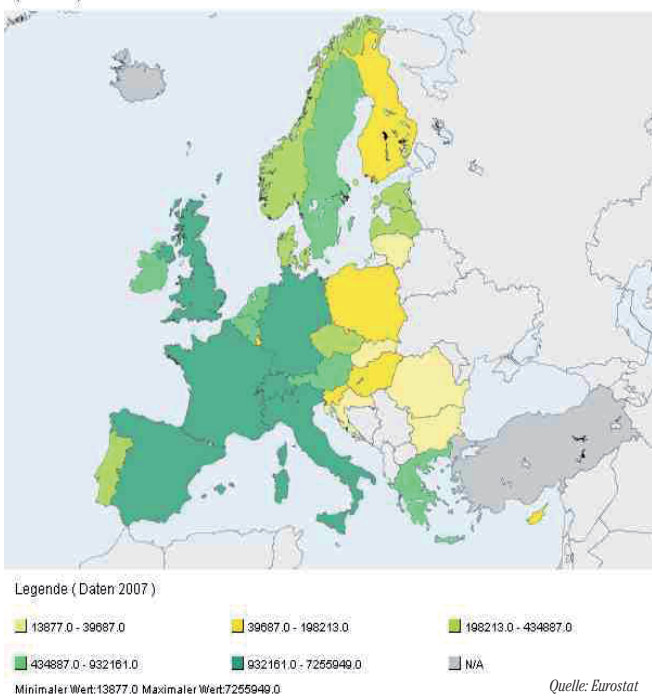 Legende ( Daten 2007 )
13877.0 - 39687.0
39687.0 - 198213.0
198213.0 - 434887.0
434887.0 - 932161.0
932161.0 - 7255949.0
N/A
Minimaler Wert:13877.0 Maximaler Wert:7255949.0
Quelle: Eurostat